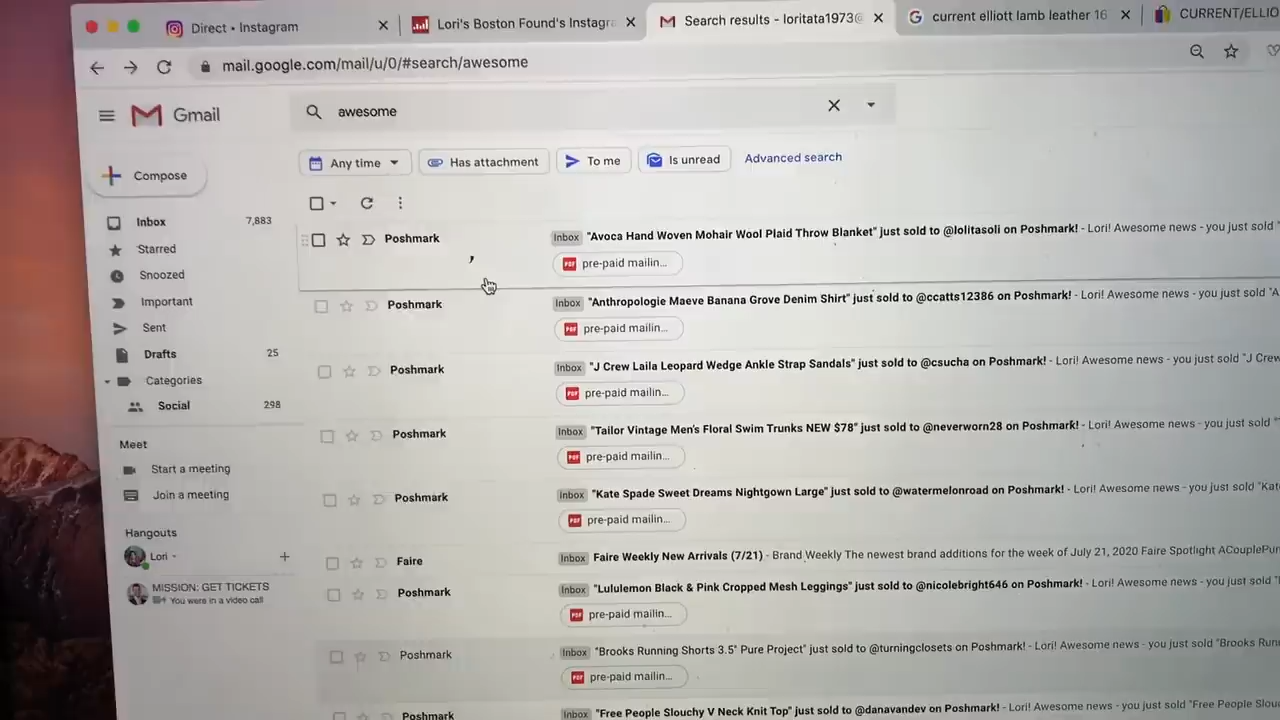 Direct • Instagram
Lori's Boston Found's Instagra
Search results - loritata1973@
current elliott lamb leather 16
CURRENT/ELLIO
mail.google.com/mail/u/0/#search/awesome
Gmail
awesome
Any time
Has attachment
To me
Is unread
Advanced search
Compose
Inbox 7,883
Starred
Snoozed
Important
Sent
Drafts 25
Categories
Social 298
Meet
Start a meeting
Join a meeting
Hangouts
Lori
MISSION: GET TICKETS
You were in a video call
Poshmark Inbox "Avoca Hand Woven Mohair Wool Plaid Throw Blanket" just sold to @lolitasoli on Poshmark! - Lori! Awesome news - you just sold "
PDF pre-paid mailin...
Poshmark Inbox "Anthropologie Maeve Banana Grove Denim Shirt" just sold to @ccatts12386 on Poshmark! - Lori! Awesome news - you just sold "A
PDF pre-paid mailin...
Poshmark Inbox "J Crew Laila Leopard Wedge Ankle Strap Sandals" just sold to @csucha on Poshmark! - Lori! Awesome news - you just sold "J Crew
PDF pre-paid mailin...
Poshmark Inbox "Tailor Vintage Men's Floral Swim Trunks NEW $78" just sold to @neverworn28 on Poshmark! - Lori! Awesome news - you just sold "
PDF pre-paid mailin...
Poshmark Inbox "Kate Spade Sweet Dreams Nightgown Large" just sold to @watermelonroad on Poshmark! - Lori! Awesome news - you just sold "Kate
PDF pre-paid mailin...
Faire Inbox Faire Weekly New Arrivals (7/21) - Brand Weekly The newest brand additions for the week of July 21, 2020 Faire Spotlight ACouplePun
Poshmark Inbox "Lululemon Black & Pink Cropped Mesh Leggings" just sold to @nicolebright646 on Poshmark! - Lori! Awesome news - you just sold "
PDF pre-paid mailin...
Poshmark Inbox "Brooks Running Shorts 3.5" Pure Project" just sold to @turningclosets on Poshmark! - Lori! Awesome news - you just sold "Brooks Run
PDF pre-paid mailin...
Poshmark Inbox "Free People Slouchy V Neck Knit Top" just sold to @danavandev on Poshmark! - Lori! Awesome news - you just sold "Free People Slou